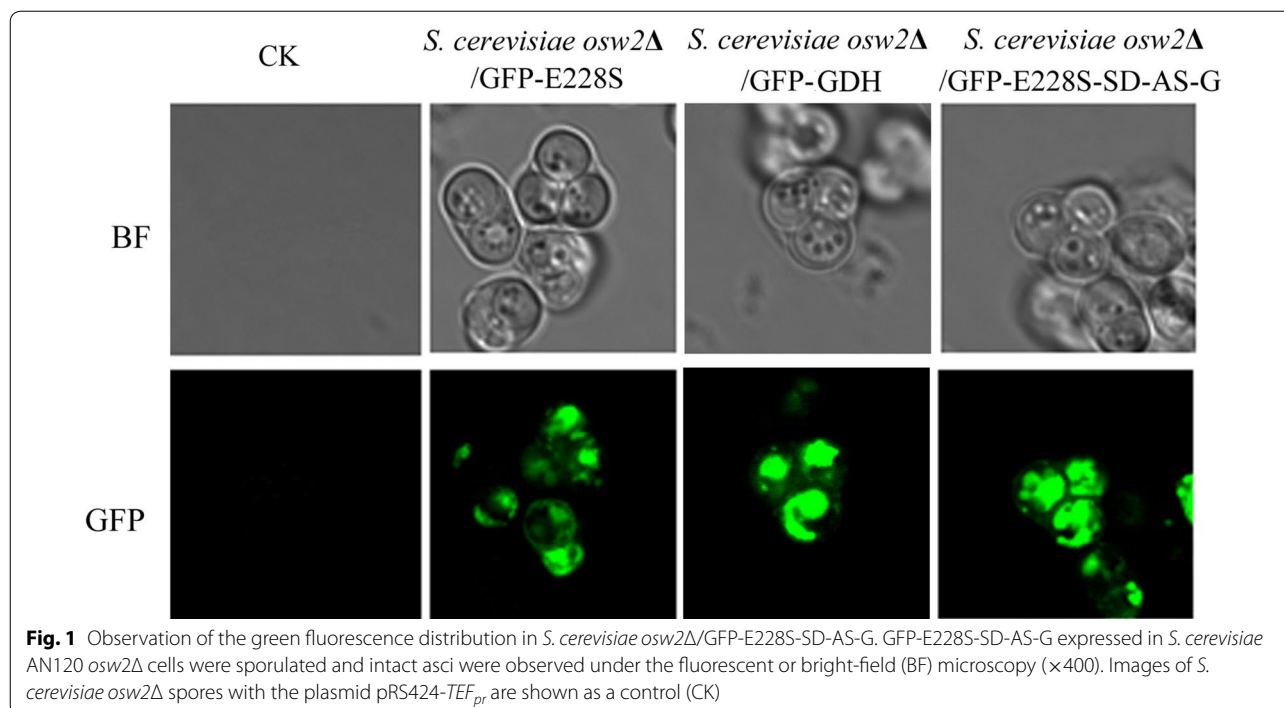 CK
S. cerevisiae osw2Δ
/GFP-E228S
S. cerevisiae osw2Δ
/GFP-GDH
S. cerevisiae osw2Δ
/GFP-E228S-SD-AS-G
BF
GFP
Fig. 1 Observation of the green fluorescence distribution in S. cerevisiae osw2Δ/GFP-E228S-SD-AS-G. GFP-E228S-SD-AS-G expressed in S. cerevisiae
AN120 osw2Δ cells were sporulated and intact asci were observed under the fluorescent or bright-field (BF) microscopy (×400). Images of S.
cerevisiae osw2Δ spores with the plasmid pRS424-TEFpr are shown as a control (CK)